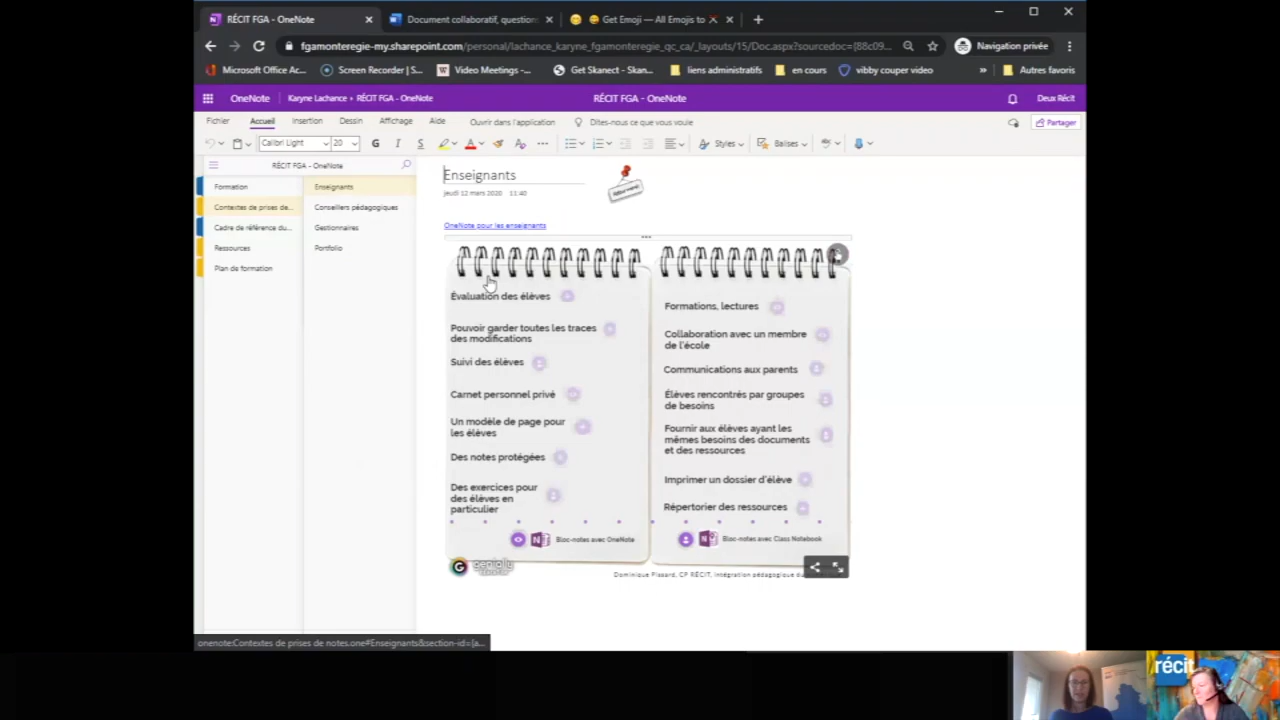 RÉCIT FGA - OneNote
Document collaboratif, question
Get Emoji — All Emojis to
fgamonteregie-my.sharepoint.com/personal/lachance_karyne_fgamonteregie_qc_ca/_layouts/15/Doc.aspx?sourcedoc={88c09...
Navigation privée
Microsoft Office Ac...
Screen Recorder | S...
Video Meetings -...
Get Skanect - Skan...
liens administratifs
en cours
vibby couper video
»
Autres favoris
OneNote
Karyne Lachance › RÉCIT FGA - OneNote
RÉCIT FGA - OneNote
Deux Récit
Fichier
Accueil
Insertion
Dessin
Affichage
Aide
Ouvrir dans l'application
Dites-nous ce que vous voule
Partager
Calibri Light
20
G
I
S
A
Styles
Balises
RÉCIT FGA - OneNote
Formation
Contextes de prises de...
Cadre de référence du...
Ressources
Plan de formation
Enseignants
Conseillers pédagogiques
Gestionnaires
Portfolio
Enseignants
jeudi 12 mars 2020 11:40
OneNote pour les enseignants
Évaluation des élèves
Pouvoir garder toutes les traces
des modifications
Suivi des élèves
Carnet personnel privé
Un modèle de page pour
les élèves
Des notes protégées
Des exercices pour
des élèves en
particulier
Bloc-notes avec OneNote
Formations, lectures
Collaboration avec un membre
de l'école
Communications aux parents
Élèves rencontrés par groupes
de besoins
Fournir aux élèves ayant les
mêmes besoins des documents
et des ressources
Imprimer un dossier d'élève
Répertorier des ressources
Bloc-notes avec Class Notebook
genially
Dominique Pissard, CP RÉCIT, intégration pédagogique du
onenote:Contextes de prises de notes.one#Enseignants&section-id={a...
récit